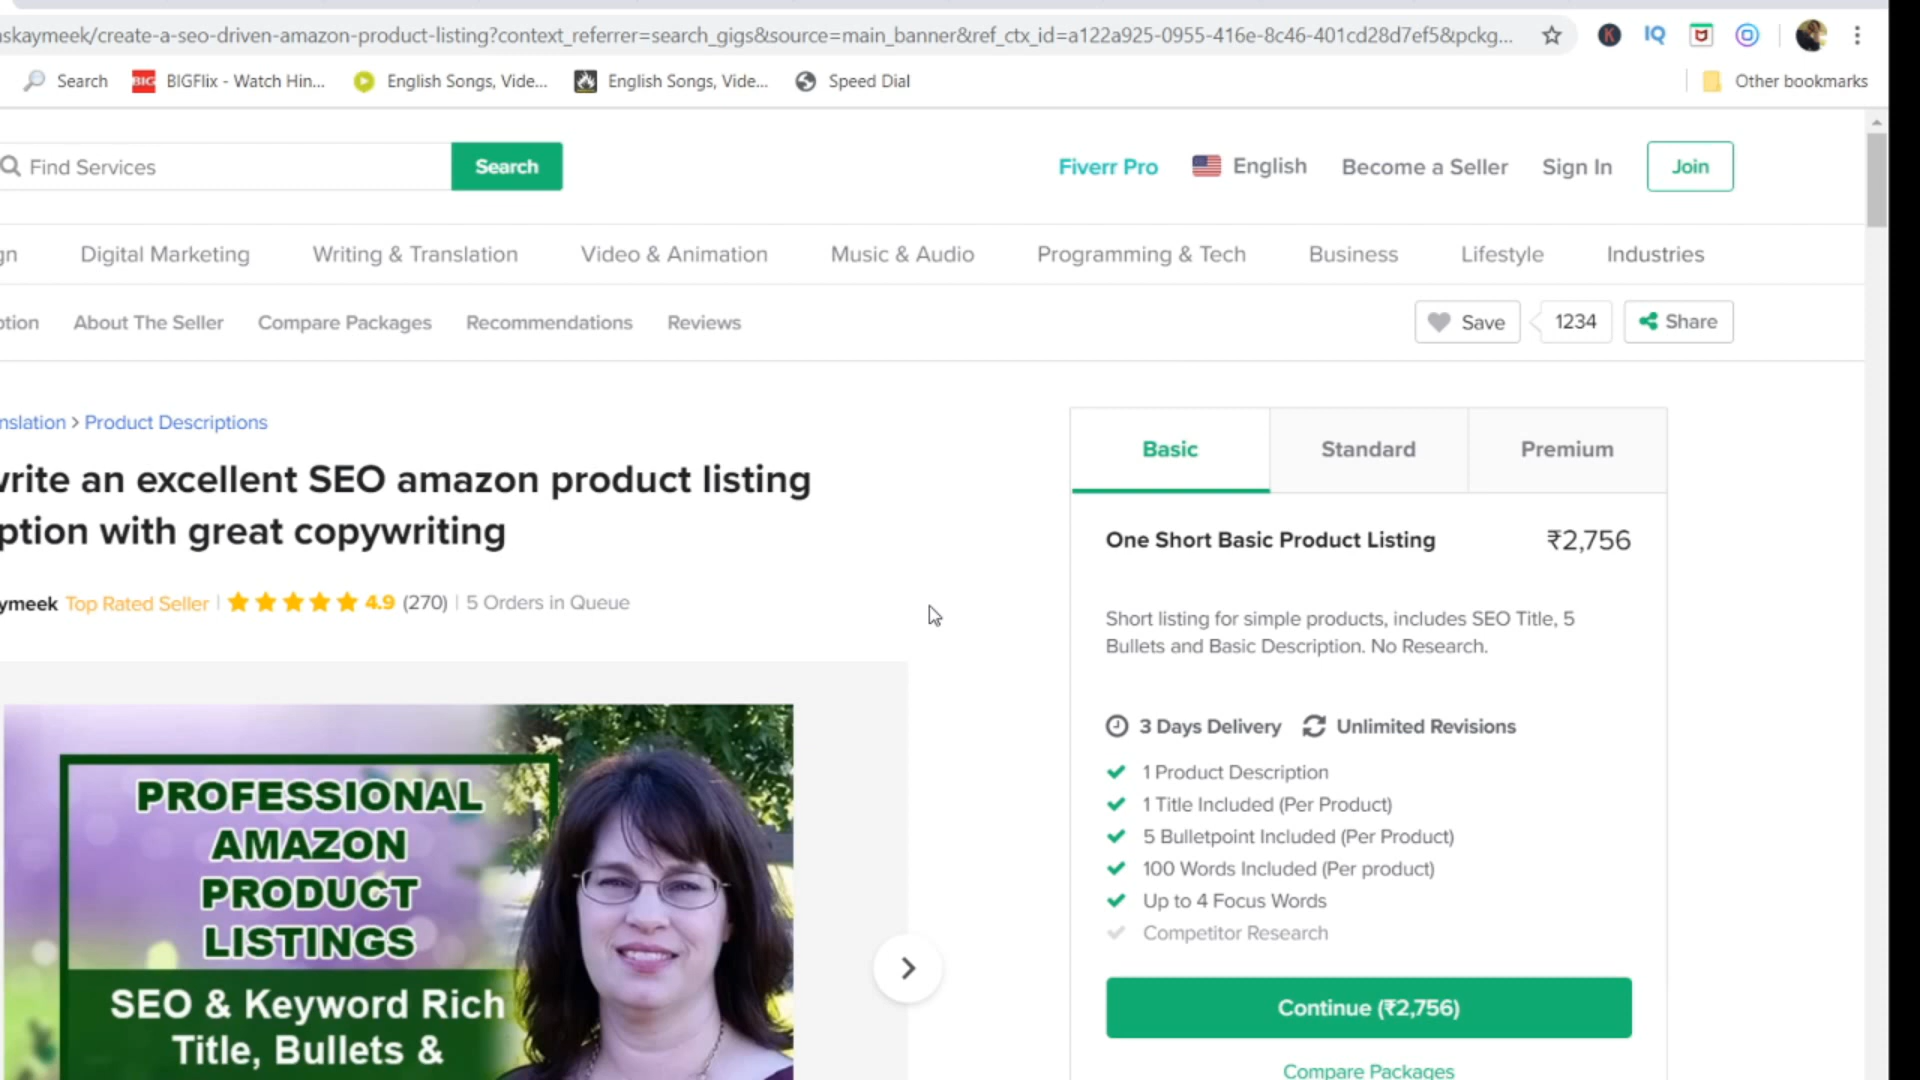 skaymeek/create-a-seo-driven-amazon-product-listing?context_referrer=search_gigs&source=main_banner&ref_ctx_id=a122a925-0955-416e-8c46-401cd28d7ef5&pckg...
IQ
Search
BIG
BIGFlix - Watch Hin...
English Songs, Vide...
English Songs, Vide...
Speed Dial
Other bookmarks
Find Services
Search
Fiverr Pro
English
Become a Seller
Sign In
Join
gn
Digital Marketing
Writing & Translation
Video & Animation
Music & Audio
Programming & Tech
Business
Lifestyle
Industries
ption
About The Seller
Compare Packages
Recommendations
Reviews
Save
1234
Share
nslation > Product Descriptions
write an excellent SEO amazon product listing
ption with great copywriting
ymeek Top Rated Seller | 4.9 (270) | 5 Orders in Queue
PROFESSIONAL
AMAZON
PRODUCT
LISTINGS
SEO & Keyword Rich
Title, Bullets &
Basic
Standard
Premium
One Short Basic Product Listing ₹2,756
Short listing for simple products, includes SEO Title, 5
Bullets and Basic Description. No Research.
3 Days Delivery Unlimited Revisions
1 Product Description
1 Title Included (Per Product)
5 Bulletpoint Included (Per Product)
100 Words Included (Per product)
Up to 4 Focus Words
Competitor Research
Continue (₹2,756)
Compare Packages